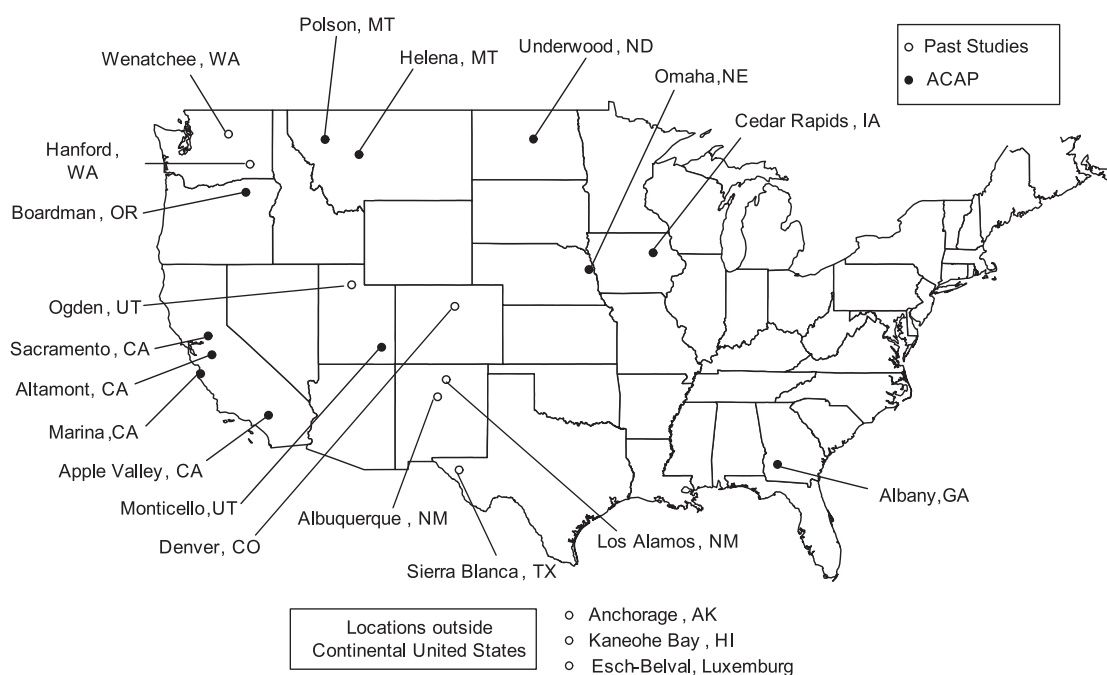 Polson, MT
Wenatchee, WA
Helena, MT
Underwood, ND
Omaha,NE
Past Studies
ACAP
Cedar Rapids, IA
Hanford,
WA
Boardman, OR
Ogden, UT
Sacramento, CA
Altamont, CA
Marina,CA
Apple Valley, CA
Monticello,UT
Denver, CO
Albuquerque, NM
Sierra Blanca, TX
Los Alamos, NM
Albany,GA
Locations outside
Continental United States
Anchorage, AK
Kaneohe Bay, HI
Esch-Belval, Luxemburg